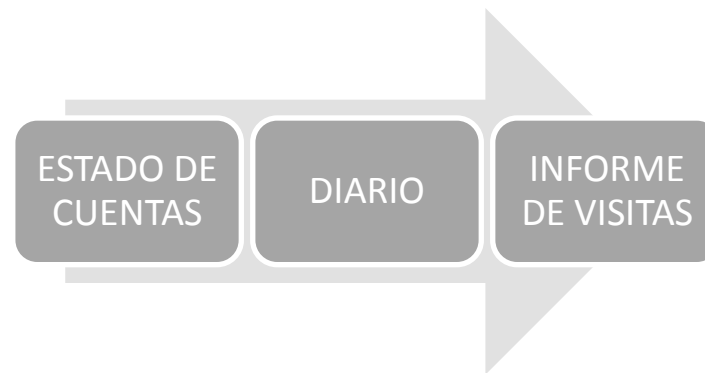 ESTADO DE
CUENTAS
DIARIO
INFORME
DE VISITAS